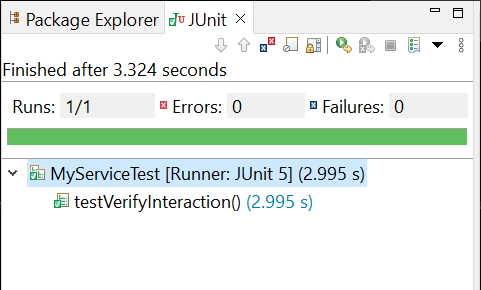 Package Explorer JUnit
Finished after 3.324 seconds
Runs: 1/1 Errors: 0 Failures: 0
MyServiceTest [Runner: JUnit 5] (2.995 s)
testVerifyInteraction() (2.995 s)